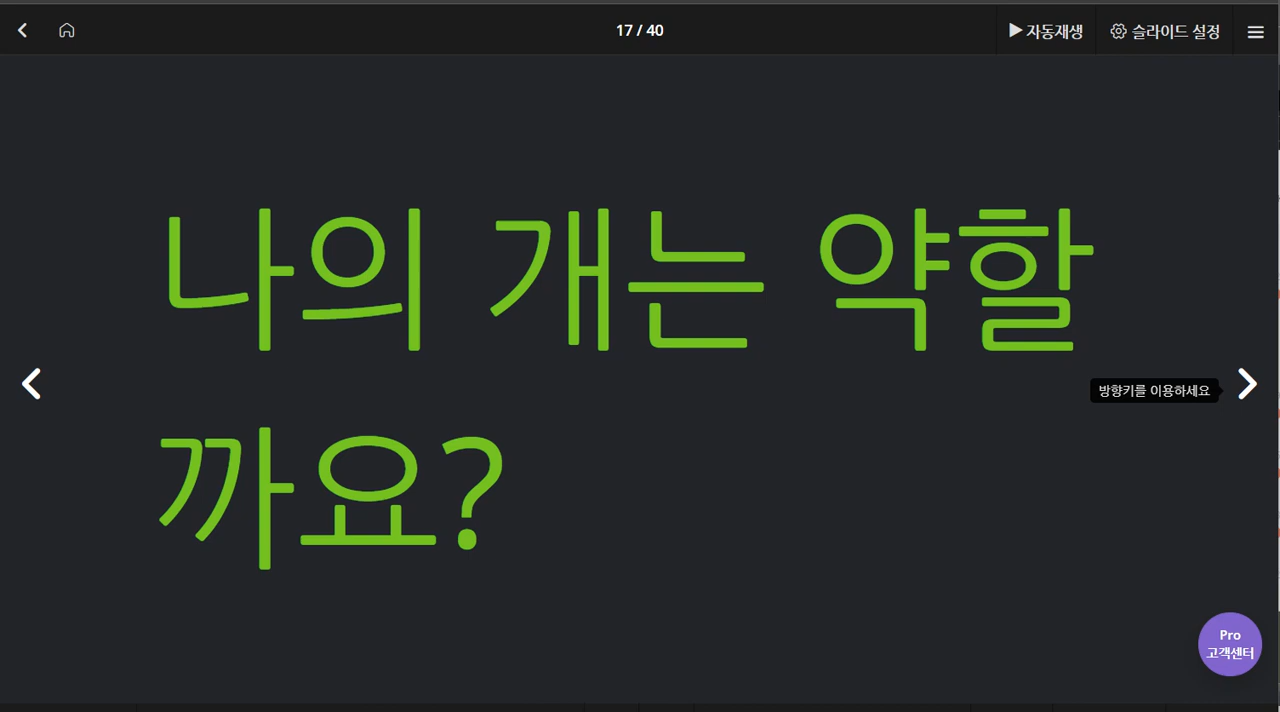 17 / 40
▶ 자동재생
슬라이드 설정
나의 개는 약할
까요?
방향키를 이용하세요
Pro
고객센터